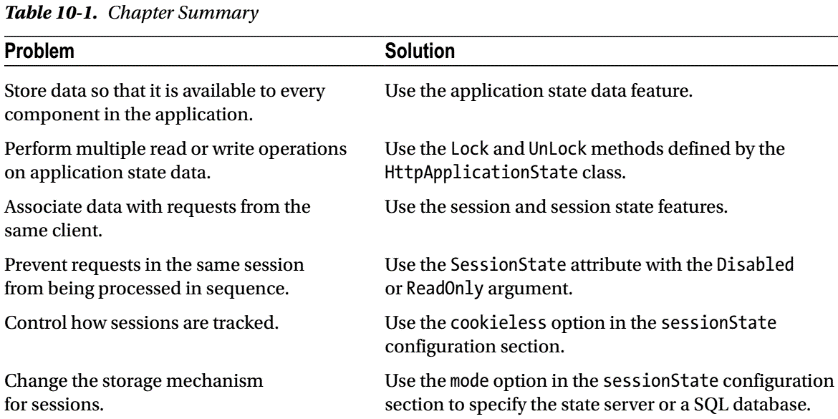 Table 10-1. Chapter Summary
Problem Solution
Store data so that it is available to every Use the application state data feature.
component in the application.
Perform multiple read or write operations Use the Lock and UnLock methods defined by the
on application state data. HttpApplicationState class.
Associate data with requests from the Use the session and session state features.
same client.
Prevent requests in the same session Use the SessionState attribute with the Disabled
from being processed in sequence. or ReadOnly argument.
Control how sessions are tracked. Use the cookieless option in the sessionState
configuration section.
Change the storage mechanism Use the mode option in the sessionState configuration
for sessions. section to specify the state server or a SQL database.